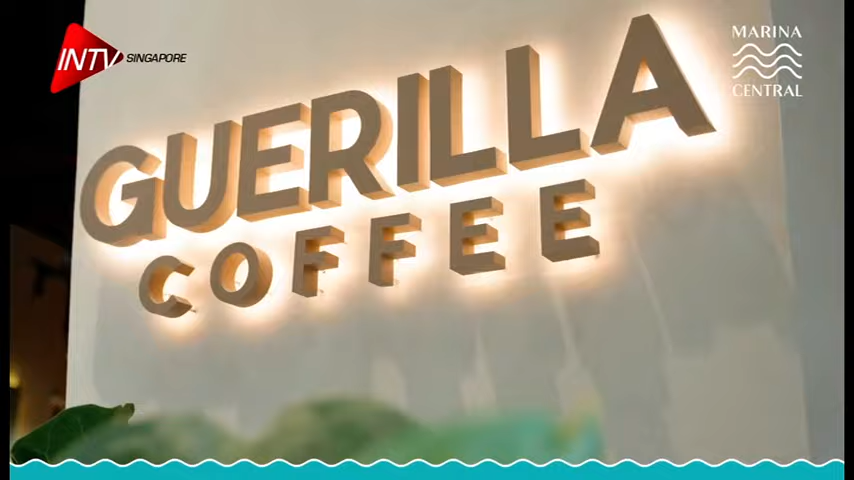 INTV SINGAPORE
MARINA
CENTRAL
GUERILLA
COFFEE